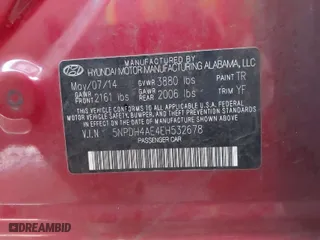 MANUFACTURED BY
HYUNDAI MOTOR MANUFACTURING ALABAMA, LLC
May/07/14 GVWR 3880 lbs PAINT TR
GAWR FRONT 2161 lbs GAWR REAR 2006 lbs TRIM YF
THIS VEHICLE CONFORMS TO ALL APPLICABLE
FEDERAL MOTOR VEHICLE SAFETY, BUMPER, AND
THEFT PREVENTION STANDARDS IN EFFECT ON
THE DATE OF MANUFACTURE SHOWN ABOVE.
V.I.N : 5NPDH4AE4EH532678
PASSENGER CAR
DREAMBID